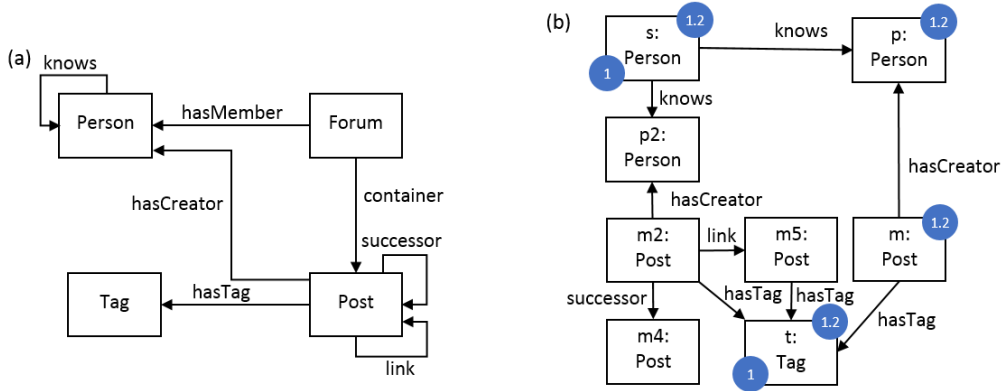 (a)
knows
Person
hasMember
Forum
hasCreator
container
successor
Tag
hasTag
Post
link
(b)
s:
Person
1.2
1
knows
p:
Person
1.2
knows
p2:
Person
hasCreator
hasCreator
m2:
Post
link
m5:
Post
m:
Post
1.2
successor
hasTag
hasTag
hasTag
m4:
Post
t:
Tag
1.2
1